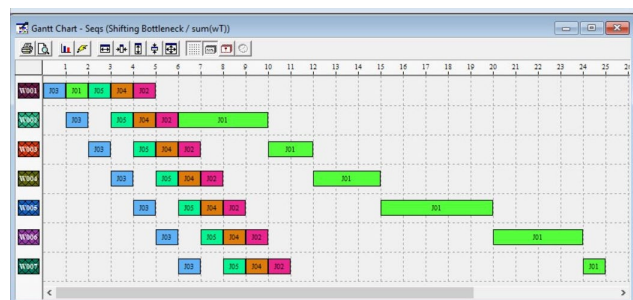 Gantt Chart - Seqs (Shifting Bottleneck / sum(wT))
1 2 3 4 5 6 7 8 9 10 11 12 13 14 15 16 17 18 19 20 21 22 23 24 25
W001 J03 J01 J05 J04 J02
W002 J03 J05 J04 J02 J01
W003 J03 J05 J04 J02 J01
W004 J03 J05 J04 J02 J01
W005 J03 J05 J04 J02 J01
W006 J03 J05 J04 J02 J01
W007 J03 J05 J04 J02 J01